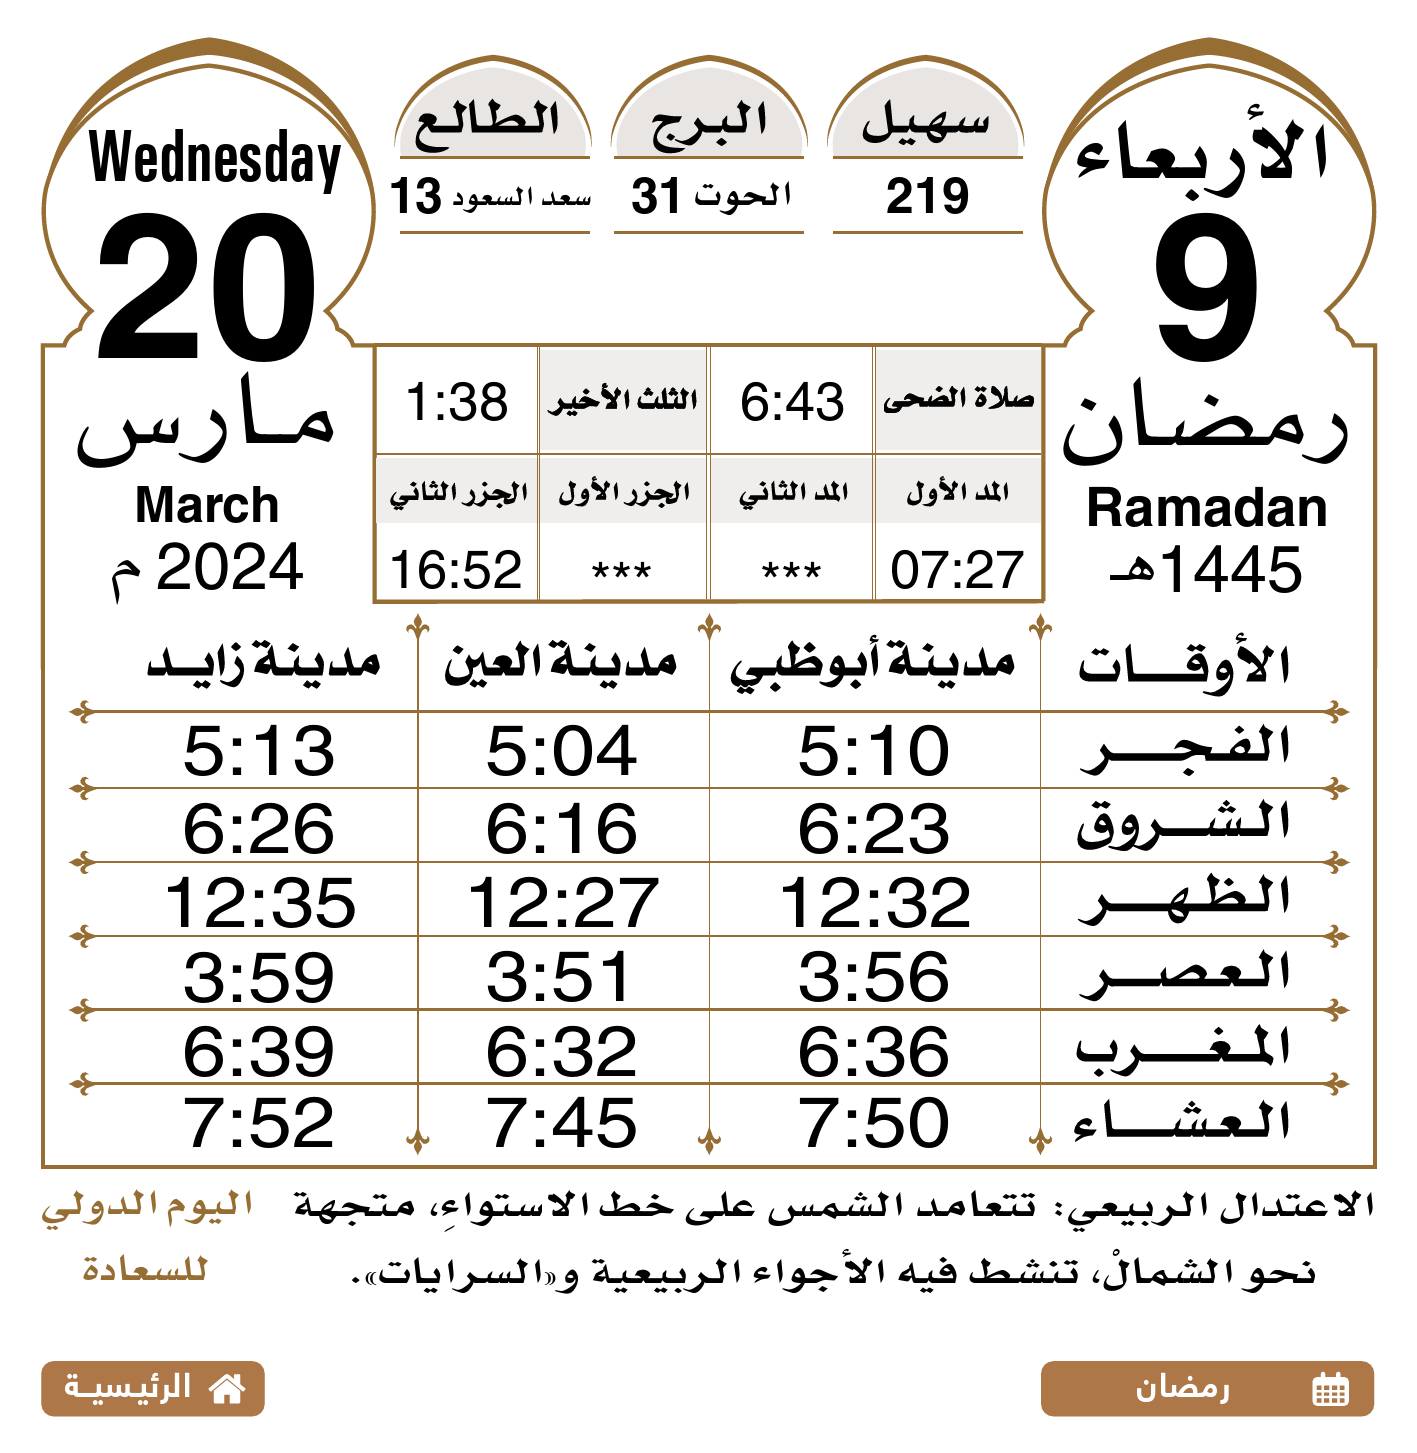 الأربعاء
9
رمضان
Ramadan
1445هـ
سهيل
219
البرج
الحوت 31
الطالع
سعد السعود 13
Wednesday
20
مارس
March
2024 م
صلاة الضحى 6:43 الثلث الأخير 1:38
المد الأول المد الثاني الجزر الأول الجزر الثاني
07:27 *** *** 16:52
الأوقات مدينة أبوظبي مدينة العين مدينة زايد
الفجر 5:10 5:04 5:13
الشروق 6:23 6:16 6:26
الظهر 12:32 12:27 12:35
العصر 3:56 3:51 3:59
المغرب 6:36 6:32 6:39
العشاء 7:50 7:45 7:52
الاعتدال الربيعي: تتعامد الشمس على خط الاستواءِ، متجهة
نحو الشمالْ، تنشط فيه الأجواء الربيعية و«السرايات».
اليوم الدولي
للسعادة
رمضان
الرئيسية